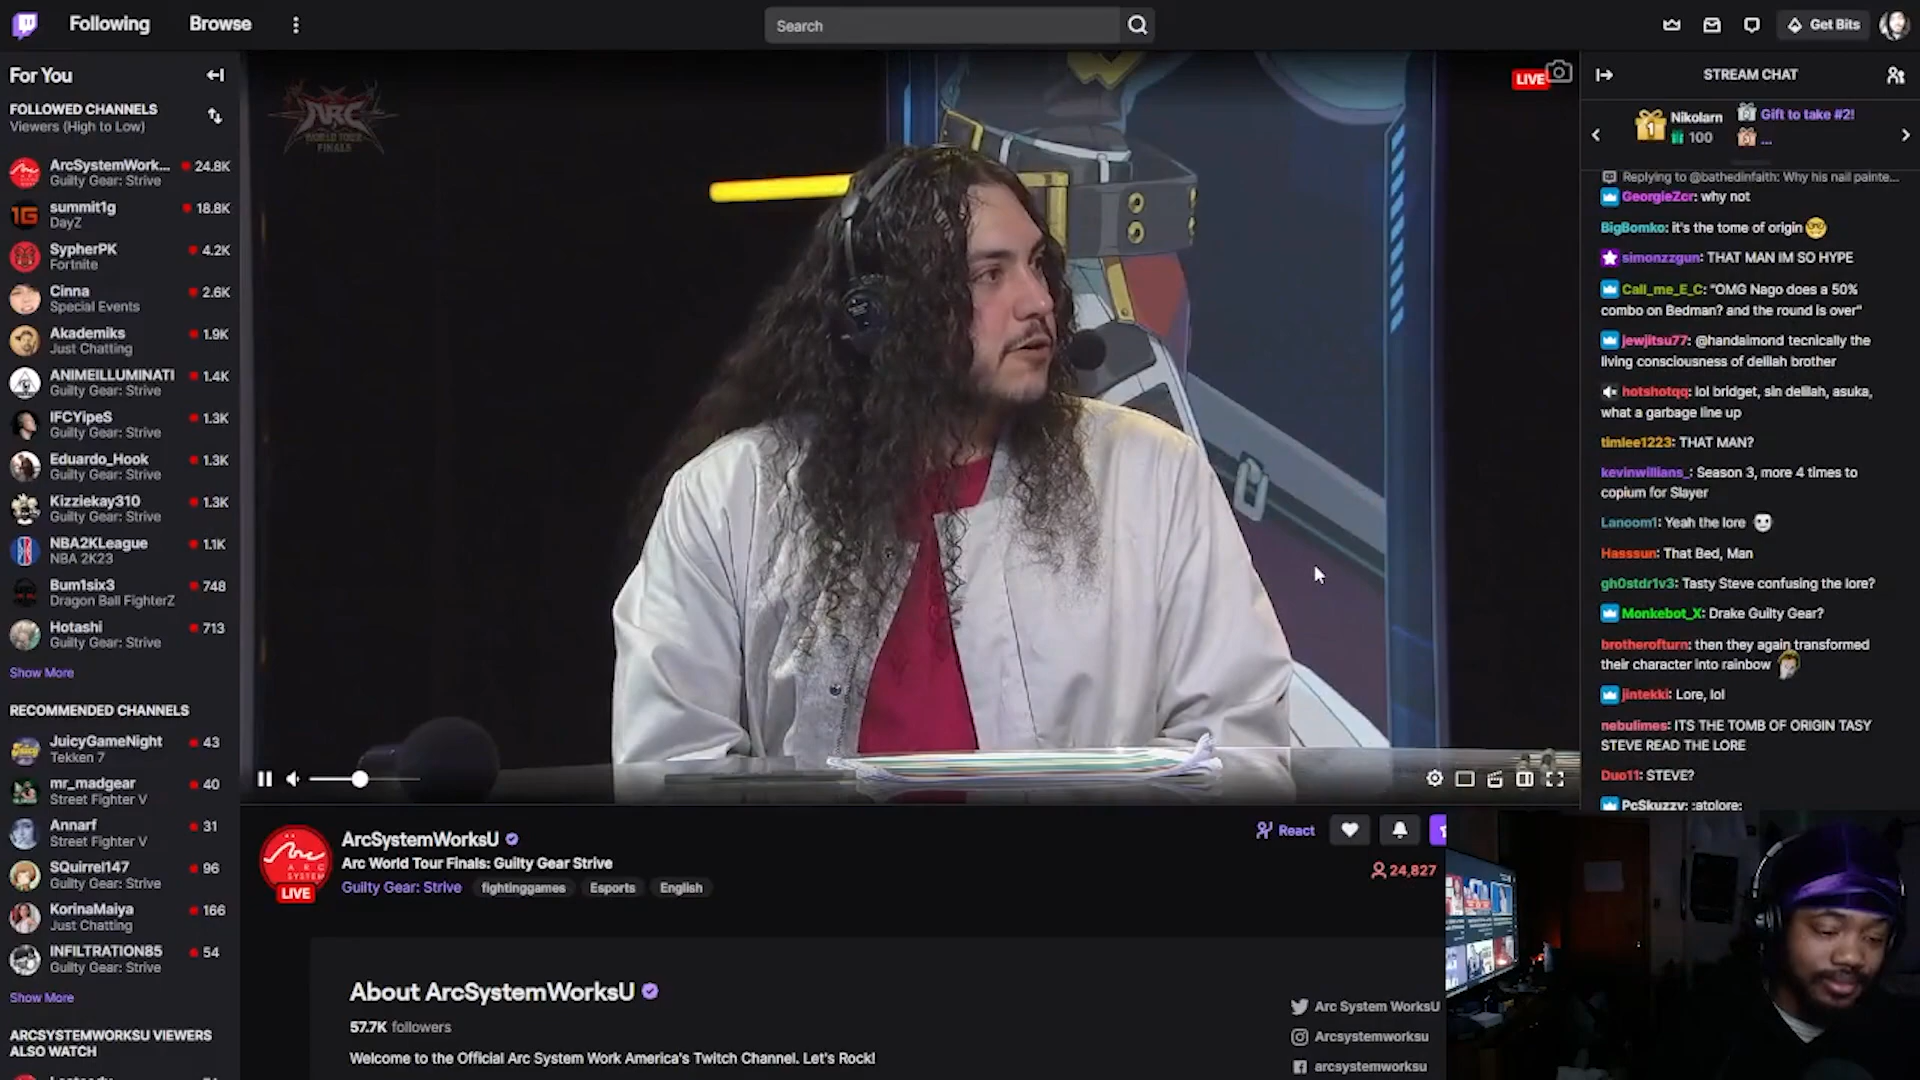 Following
Browse
Search
Get Bits
For You
FOLLOWED CHANNELS
Viewers (High to Low)
ArcSystemWork... 24.8K
Guilty Gear: Strive
summit1g 18.8K
DayZ
SypherPK 4.2K
Fortnite
Cinna 2.6K
Special Events
Akademiks 1.9K
Just Chatting
ANIMEILLUMINATI 1.4K
Guilty Gear: Strive
IFCYipeS 1.3K
Guilty Gear: Strive
Eduardo_Hook 1.3K
Guilty Gear: Strive
Kizziekay310 1.3K
Guilty Gear: Strive
NBA2KLeague 1.1K
NBA 2K23
Bum1six3 748
Dragon Ball FighterZ
Hotashi 713
Guilty Gear: Strive
Show More
RECOMMENDED CHANNELS
JuicyGameNight 43
Tekken 7
mr_madgear 40
Street Fighter V
Annarf 31
Street Fighter V
SQuirrel147 96
Guilty Gear: Strive
KorinaMaiya 166
Just Chatting
INFILTRATION85 54
Guilty Gear: Strive
Show More
ARCSYSTEMWORKSU VIEWERS
ALSO WATCH
ARC
WORLD TOUR
FINALS
LIVE
ArcSystemWorksU
Arc World Tour Finals: Guilty Gear Strive
Guilty Gear: Strive fightinggames Esports English
LIVE
React
24,827
About ArcSystemWorksU
57.7K followers
Welcome to the Official Arc System Work America's Twitch Channel. Let's Rock!
Arc System WorksU
Arcsystemworksu
arcsystemworksu
STREAM CHAT
1 Nikolarn 100
Gift to take #2!
...
Replying to @bathedinfaith: Why his nail painte...
GeorgieZcr: why not
BigBomko: it's the tome of origin
simonzzgun: THAT MAN IM SO HYPE
Call_me_E_C: "OMG Nago does a 50%
combo on Bedman? and the round is over"
jewjitsu77: @handaimond tecnically the
living consciousness of delilah brother
hotshotqq: lol bridget, sin delilah, asuka,
what a garbage line up
timlee1223: THAT MAN?
kevinwillians_: Season 3, more 4 times to
copium for Slayer
Lanoom1: Yeah the lore
Hasssun: That Bed, Man
gh0stdr1v3: Tasty Steve confusing the lore?
Monkebot_X: Drake Guilty Gear?
brotherofturn: then they again transformed
their character into rainbow
jintekki: Lore, lol
nebulimes: ITS THE TOMB OF ORIGIN TASY
STEVE READ THE LORE
Duo11: STEVE?
PcSkuzzv: :atplore: